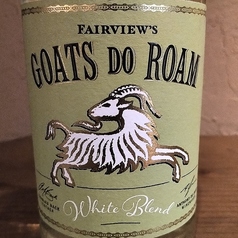 FAIRVIEW'S
GOATS DO ROAM
White Blend